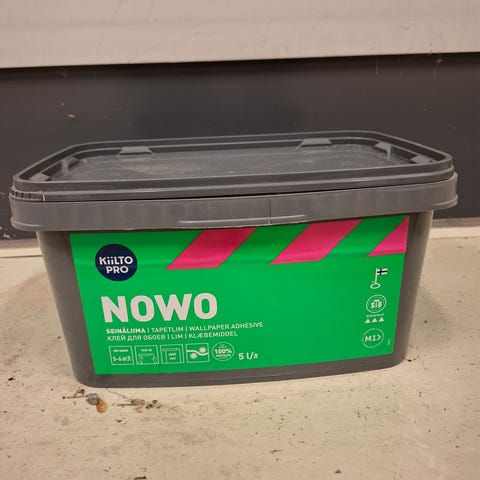 KiiLTO
PRO
NOWO
SEINÄLIIMA | TAPETLIM | WALLPAPER ADHESIVE
КЛЕЙ ДЛЯ ОБОЕВ | LIM | KLÆBEMIDDEL
100%
5 l/л
M1